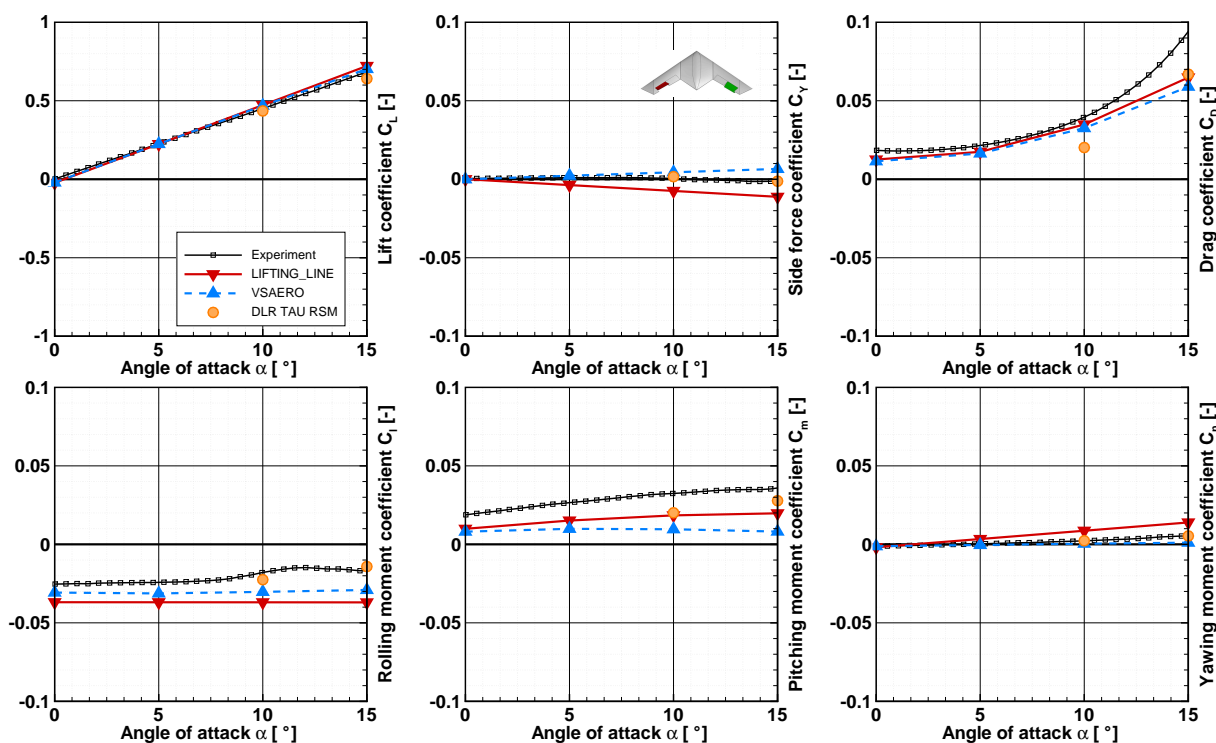 1
0.5
0
-0.5
-1
0 5 10 15
Angle of attack α [ °]
Lift coefficient C_L [-]
Experiment
LIFTING_LINE
VSAERO
DLR TAU RSM
0.1
0.05
0
-0.05
-0.1
0 5 10 15
Angle of attack α [ °]
Side force coefficient C_Y [-]
0.1
0.05
0
-0.05
-0.1
0 5 10 15
Angle of attack α [ °]
Drag coefficient C_D [-]
0.1
0.05
0
-0.05
-0.1
0 5 10 15
Angle of attack α [ °]
Rolling moment coefficient C_l [-]
0.1
0.05
0
-0.05
-0.1
0 5 10 15
Angle of attack α [ °]
Pitching moment coefficient C_m [-]
0.1
0.05
0
-0.05
-0.1
0 5 10 15
Angle of attack α [ °]
Yawing moment coefficient C_n [-]